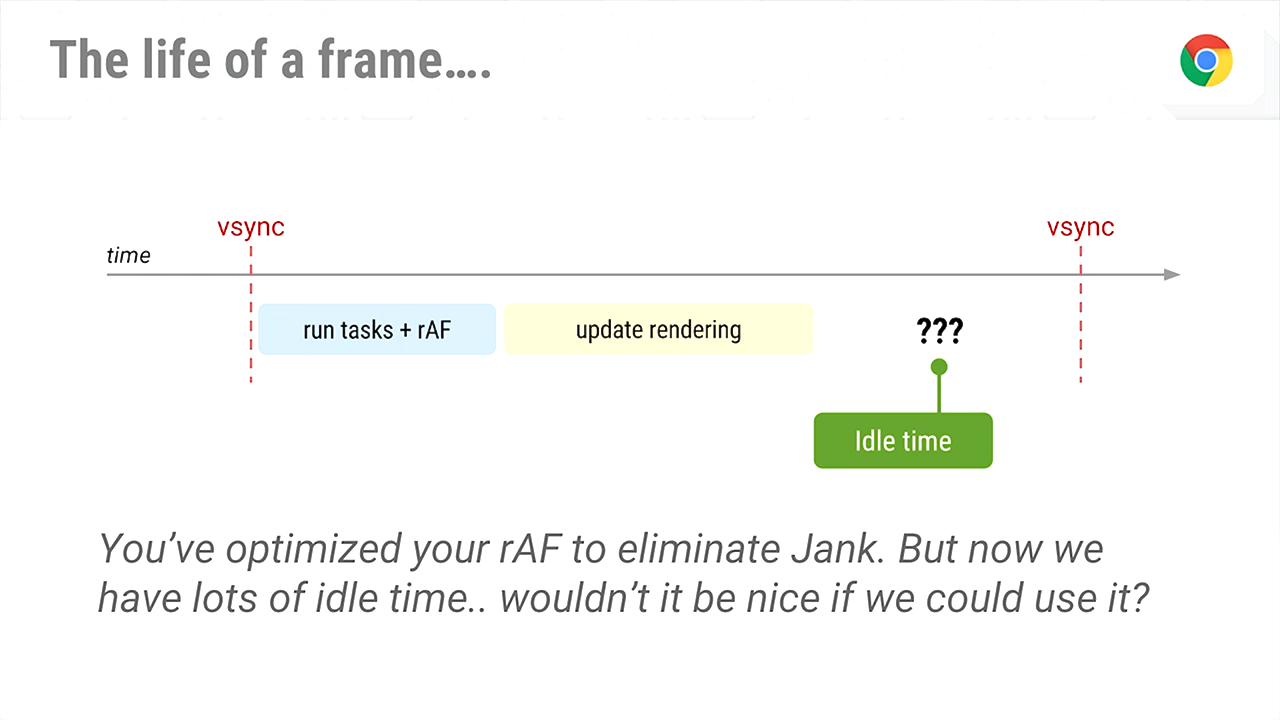 The life of a frame....
vsync
vsync
time
run tasks + rAF
update rendering
???
Idle time
You’ve optimized your rAF to eliminate Jank. But now we
have lots of idle time.. wouldn’t it be nice if we could use it?